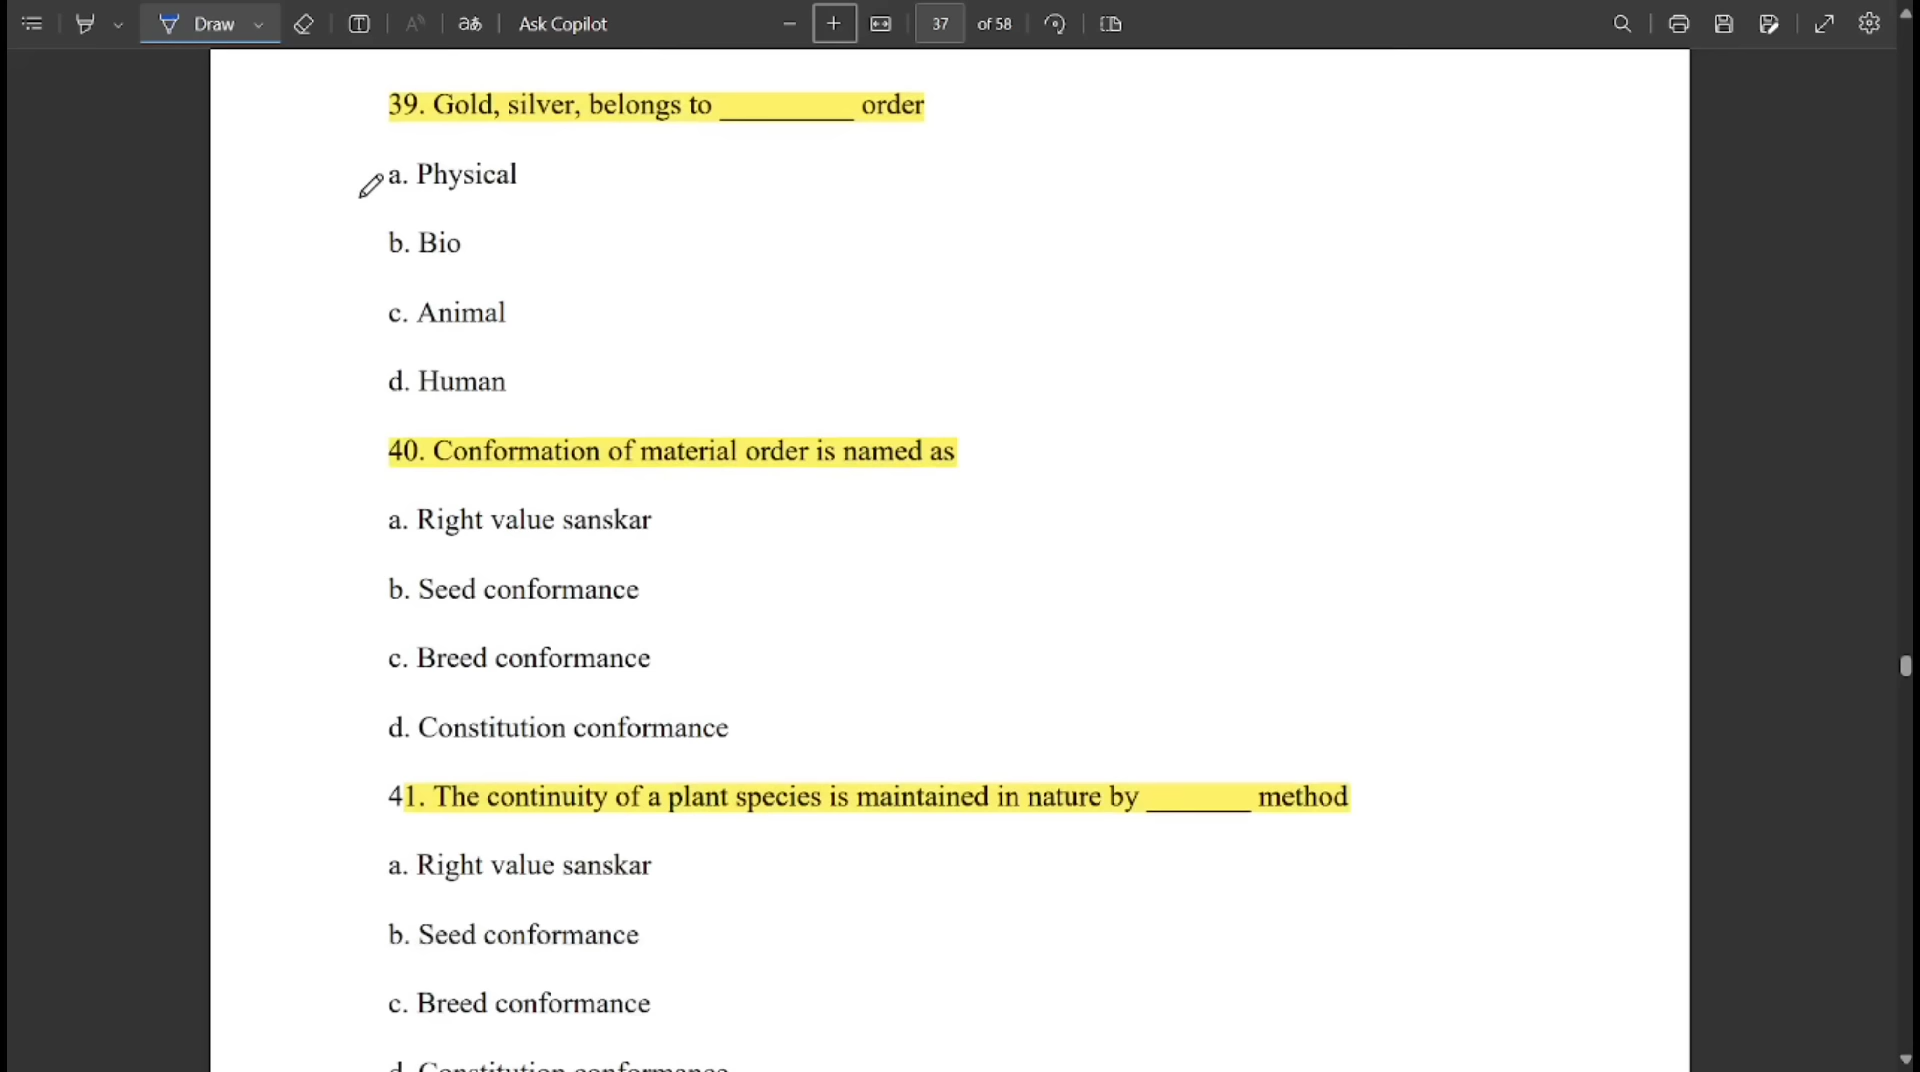 Draw
Ask Copilot
37 of 58
39. Gold, silver, belongs to _________ order
a. Physical
b. Bio
c. Animal
d. Human
40. Conformation of material order is named as
a. Right value sanskar
b. Seed conformance
c. Breed conformance
d. Constitution conformance
41. The continuity of a plant species is maintained in nature by _______ method
a. Right value sanskar
b. Seed conformance
c. Breed conformance
d. Constitution conformance